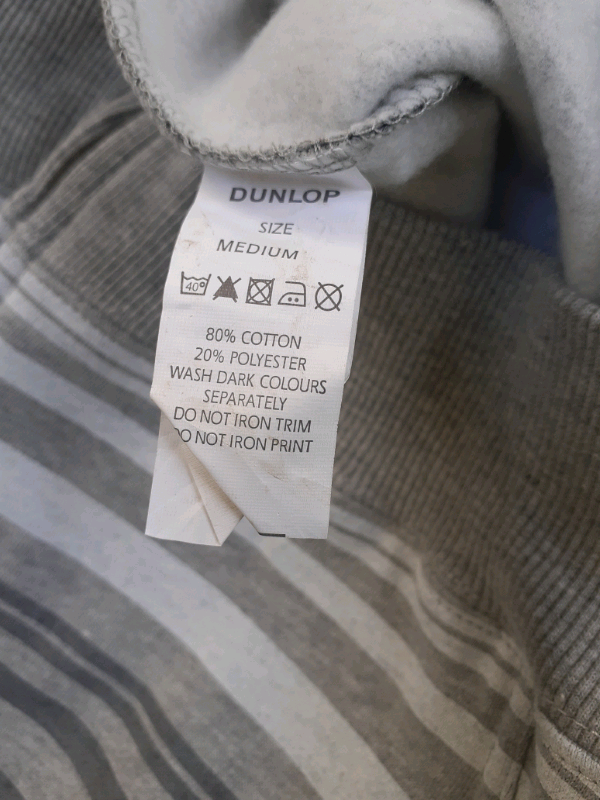 DUNLOP
SIZE
MEDIUM
40°
80% COTTON
20% POLYESTER
WASH DARK COLOURS
SEPARATELY
DO NOT IRON TRIM
DO NOT IRON PRINT